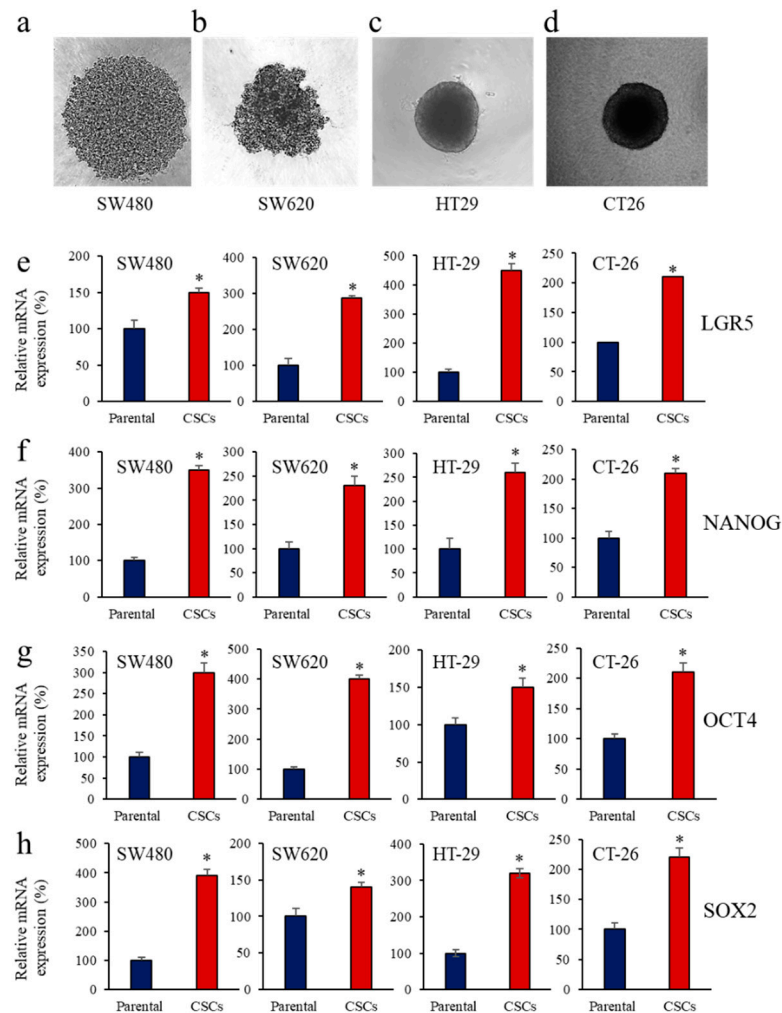 a b c d
SW480 SW620 HT29 CT26
e SW480 SW620 HT-29 CT-26
Relative mRNA
expression (%)
200 150 100 50 0
400 300 200 100 0
500 400 300 200 100 0
250 200 150 100 50 0
* * * *
LGR5
Parental CSCs Parental CSCs Parental CSCs Parental CSCs
f SW480 SW620 HT-29 CT-26
Relative mRNA
expression (%)
400 350 300 250 200 150 100 50 0
300 250 200 150 100 50 0
300 250 200 150 100 50 0
250 200 150 100 50 0
* * * *
NANOG
Parental CSCs Parental CSCs Parental CSCs Parental CSCs
g SW480 SW620 HT-29 CT-26
Relative mRNA
expression (%)
350 300 250 200 150 100 50 0
500 400 300 200 100 0
200 150 100 50 0
250 200 150 100 50 0
* * * *
OCT4
Parental CSCs Parental CSCs Parental CSCs Parental CSCs
h SW480 SW620 HT-29 CT-26
Relative mRNA
expression (%)
500 400 300 200 100 0
200 150 100 50 0
400 300 200 100 0
250 200 150 100 50 0
* * * *
SOX2
Parental CSCs Parental CSCs Parental CSCs Parental CSCs